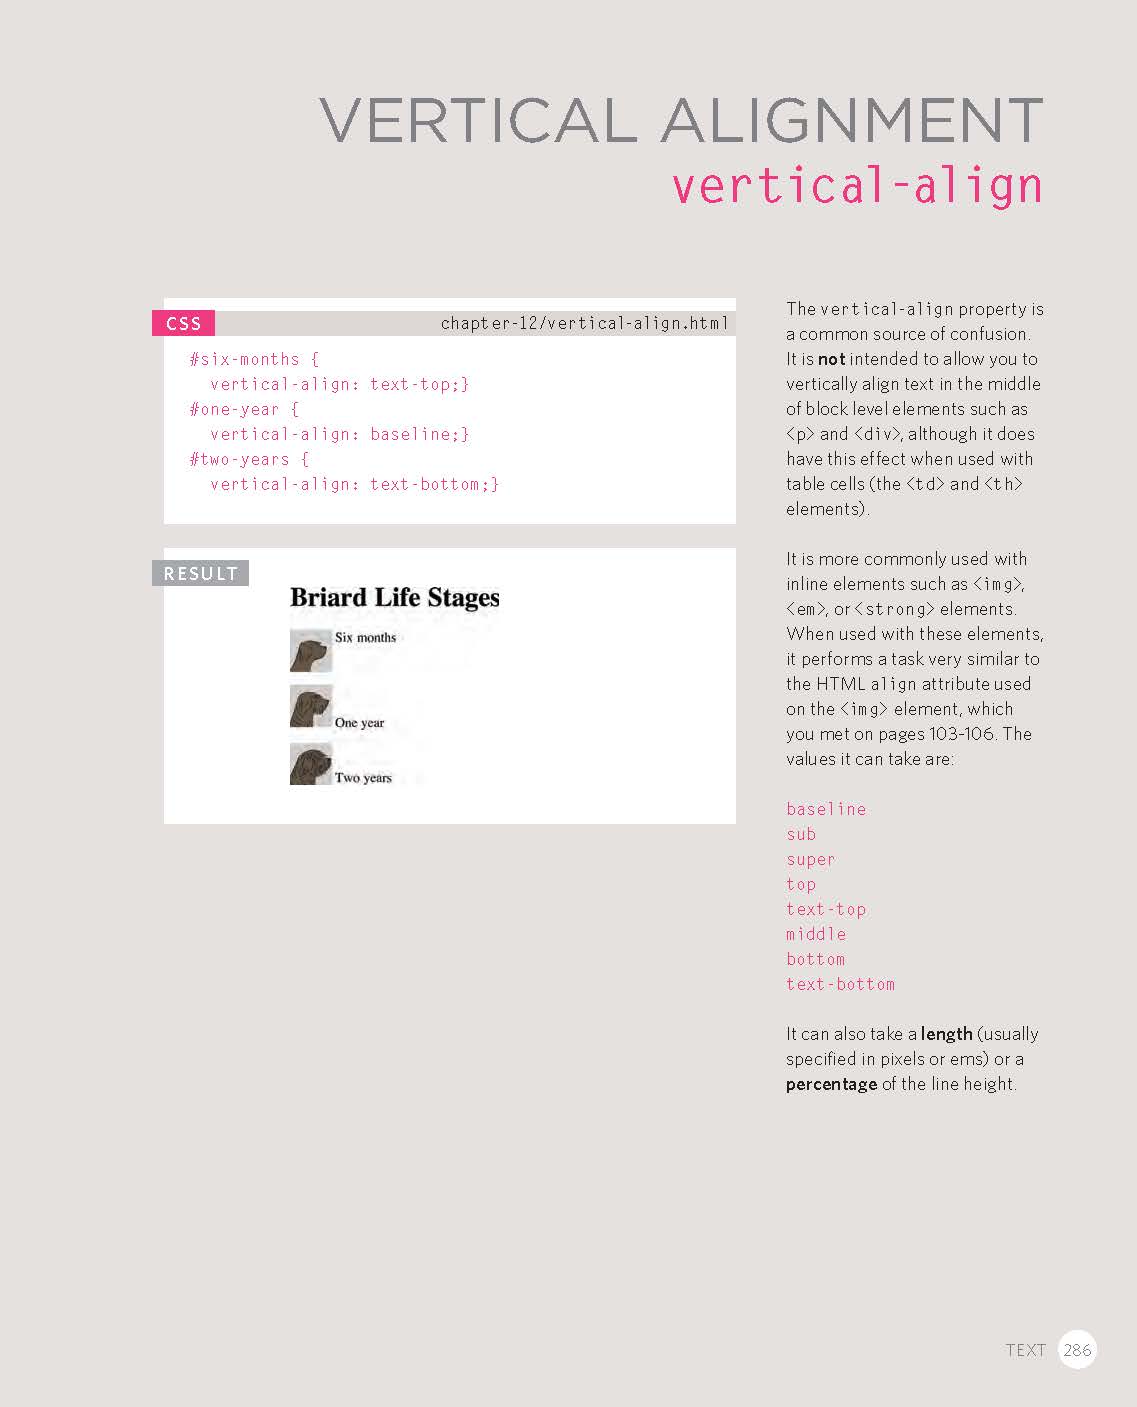 VERTICAL ALIGNMENT
vertical-align
CSS
chapter-12/vertical-align.html
#six-months {
  vertical-align: text-top;}
#one-year {
  vertical-align: baseline;}
#two-years {
  vertical-align: text-bottom;}
RESULT
Briard Life Stages
Six months
One year
Two years
The vertical-align property is
a common source of confusion.
It is not intended to allow you to
vertically align text in the middle
of block level elements such as
<p> and <div>, although it does
have this effect when used with
table cells (the <td> and <th>
elements).
It is more commonly used with
inline elements such as <img>,
<em>, or <strong> elements.
When used with these elements,
it performs a task very similar to
the HTML align attribute used
on the <img> element, which
you met on pages 103-106. The
values it can take are:
baseline
sub
super
top
text-top
middle
bottom
text-bottom
It can also take a length (usually
specified in pixels or ems) or a
percentage of the line height.
TEXT 286